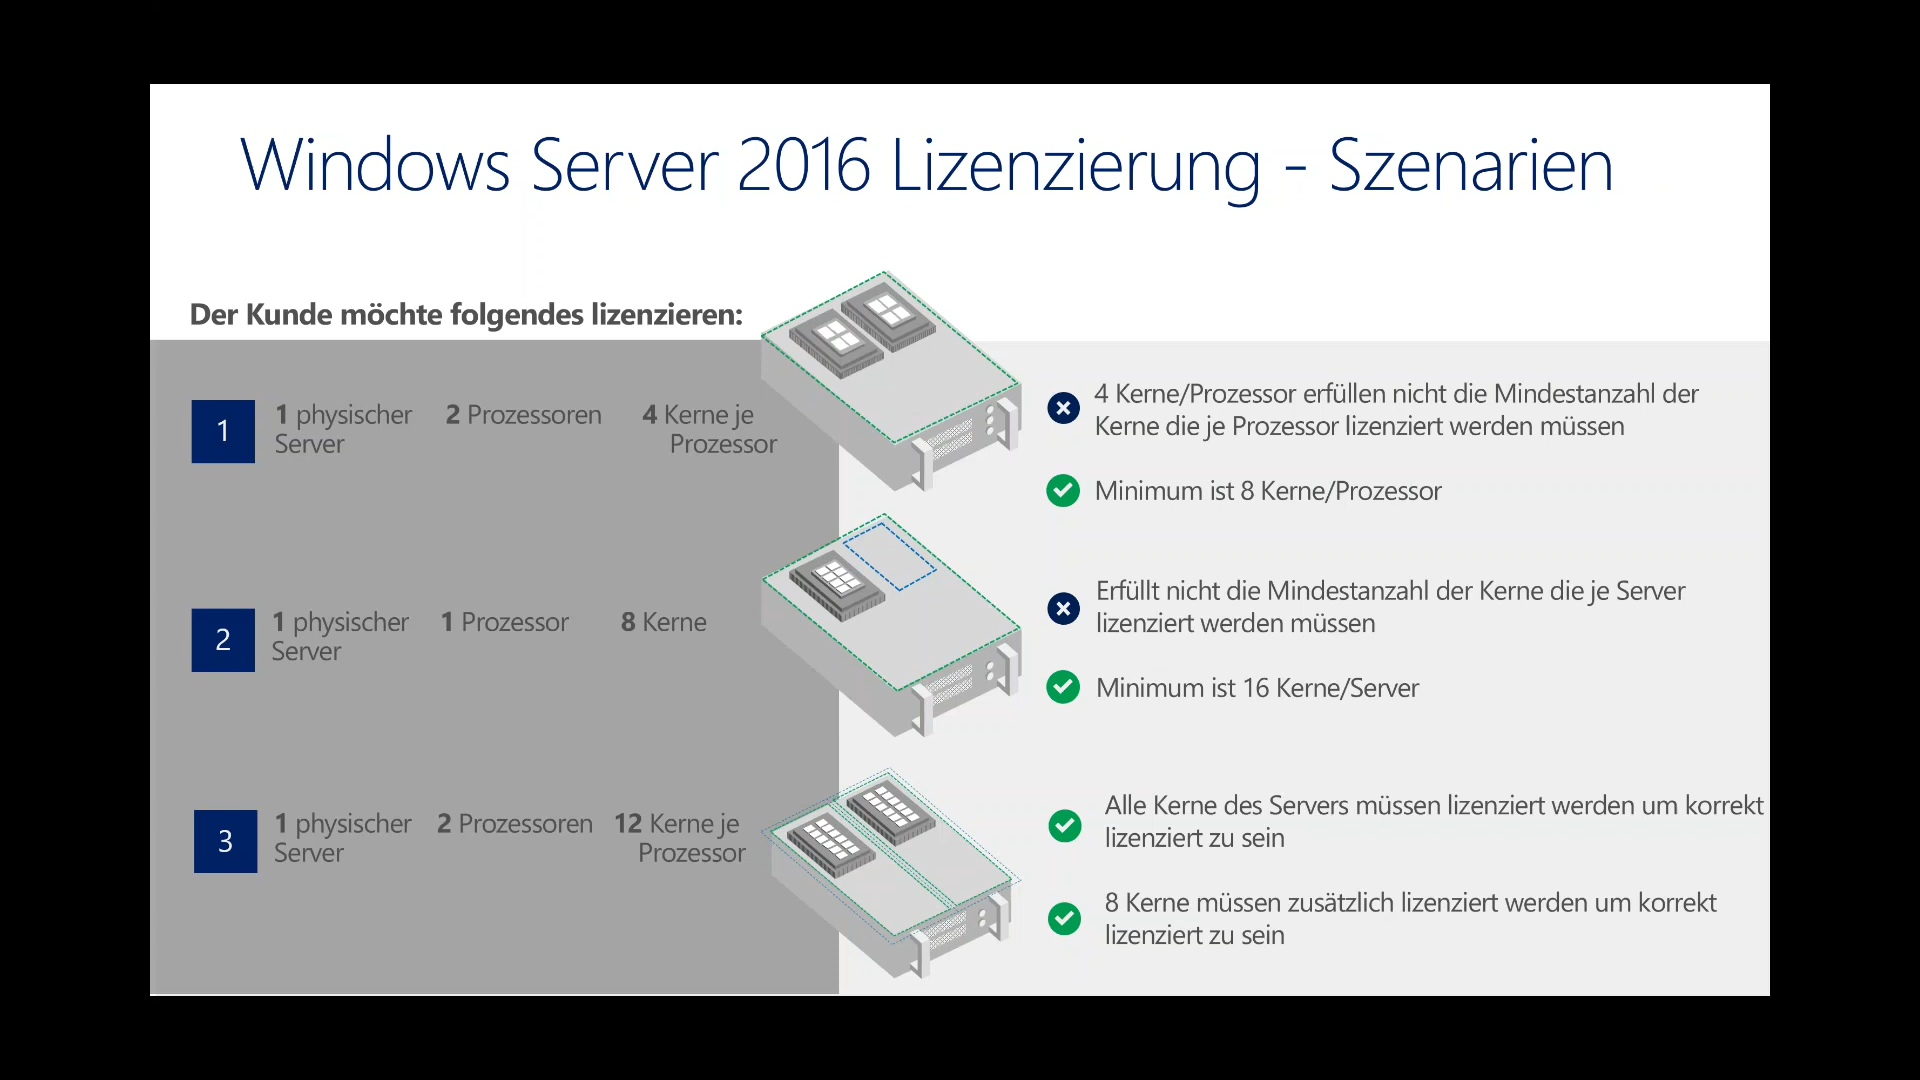 Windows Server 2016 Lizenzierung - Szenarien
Der Kunde möchte folgendes lizenzieren:
1
1 physischer
Server
2 Prozessoren
4 Kerne je
Prozessor
4 Kerne/Prozessor erfüllen nicht die Mindestanzahl der
Kerne die je Prozessor lizenziert werden müssen
Minimum ist 8 Kerne/Prozessor
2
1 physischer
Server
1 Prozessor
8 Kerne
Erfüllt nicht die Mindestanzahl der Kerne die je Server
lizenziert werden müssen
Minimum ist 16 Kerne/Server
3
1 physischer
Server
2 Prozessoren
12 Kerne je
Prozessor
Alle Kerne des Servers müssen lizenziert werden um korrekt
lizenziert zu sein
8 Kerne müssen zusätzlich lizenziert werden um korrekt
lizenziert zu sein